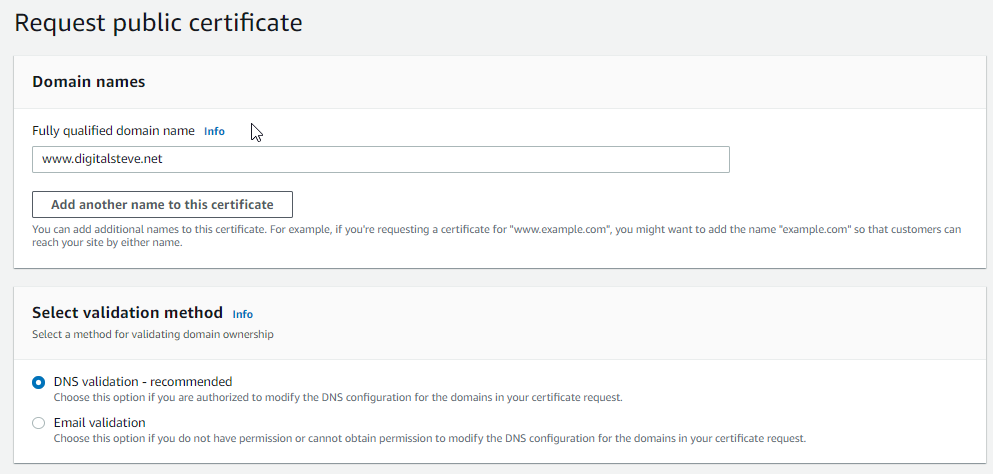 Request public certificate
Domain names
Fully qualified domain name Info
www.digitalsteve.net
Add another name to this certificate
You can add additional names to this certificate. For example, if you're requesting a certificate for "www.example.com", you might want to add the name "example.com" so that customers can
reach your site by either name.
Select validation method Info
Select a method for validating domain ownership
DNS validation - recommended
Choose this option if you are authorized to modify the DNS configuration for the domains in your certificate request.
Email validation
Choose this option if you do not have permission or cannot obtain permission to modify the DNS configuration for the domains in your certificate request.